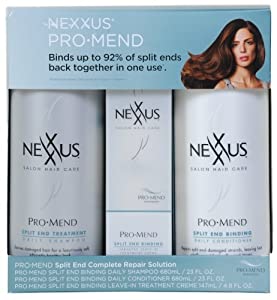 NEXXUS®
PRO·MEND
Binds up to 92% of split ends
back together in one use*.
NEXXUS
SALON HAIR CARE
PRO·MEND
SPLIT END TREATMENT
DAILY SHAMPOO
NEXXUS
SALON HAIR CARE
PRO-MEND
PRO·MEND
SPLIT END BINDING
NEXXUS
SALON HAIR CARE
PRO·MEND
SPLIT END BINDING
DAILY CONDITIONER
PRO·MEND Split End Complete Repair Solution
PRO MEND SPLIT END BINDING DAILY SHAMPOO 680ML / 23 FL. OZ.
PRO MEND SPLIT END BINDING DAILY CONDITIONER 680ML / 23 FL. OZ.
PRO MEND SPLIT END BINDING LEAVE-IN TREATMENT CREME 147ML / 4.8 FL. OZ.